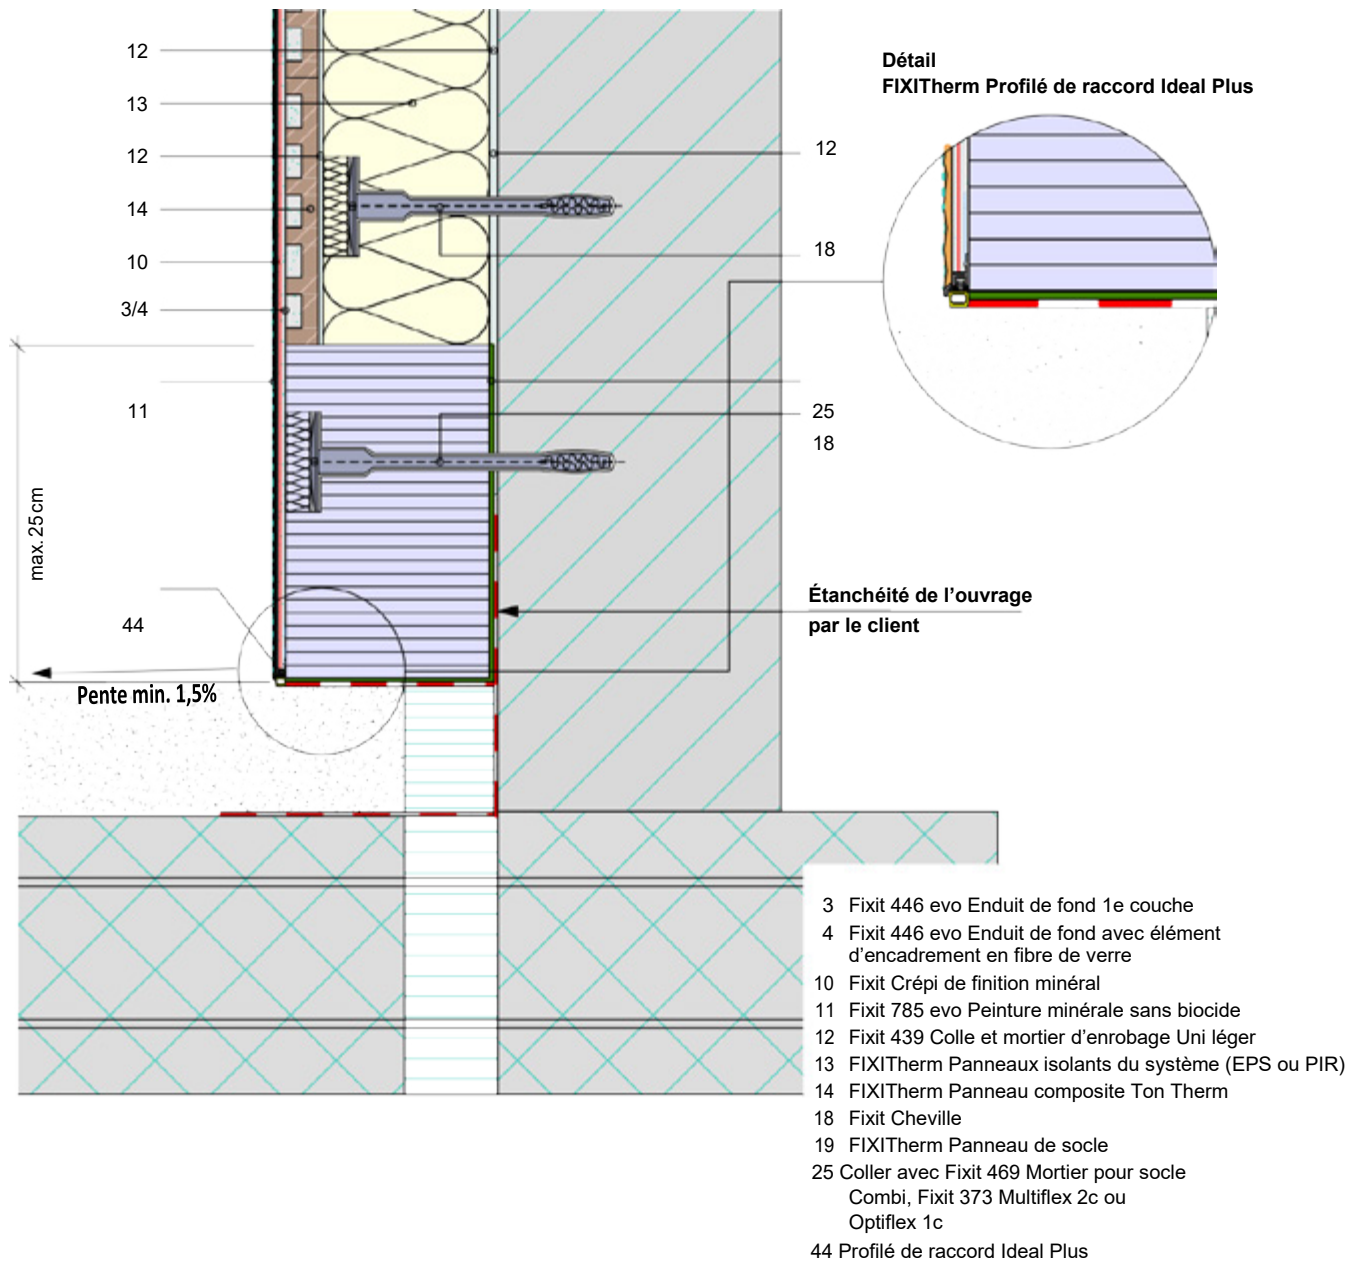 12
13
12
14
10
3/4
11
max. 25 cm
44
Pente min. 1,5%
12
18
25
18
Détail
FIXITherm Profilé de raccord Ideal Plus
Étanchéité de l’ouvrage
par le client
3 Fixit 446 evo Enduit de fond 1e couche
4 Fixit 446 evo Enduit de fond avec élément
d’encadrement en fibre de verre
10 Fixit Crépi de finition minéral
11 Fixit 785 evo Peinture minérale sans biocide
12 Fixit 439 Colle et mortier d’enrobage Uni léger
13 FIXITherm Panneaux isolants du système (EPS ou PIR)
14 FIXITherm Panneau composite Ton Therm
18 Fixit Cheville
19 FIXITherm Panneau de socle
25 Coller avec Fixit 469 Mortier pour socle
Combi, Fixit 373 Multiflex 2c ou
Optiflex 1c
44 Profilé de raccord Ideal Plus